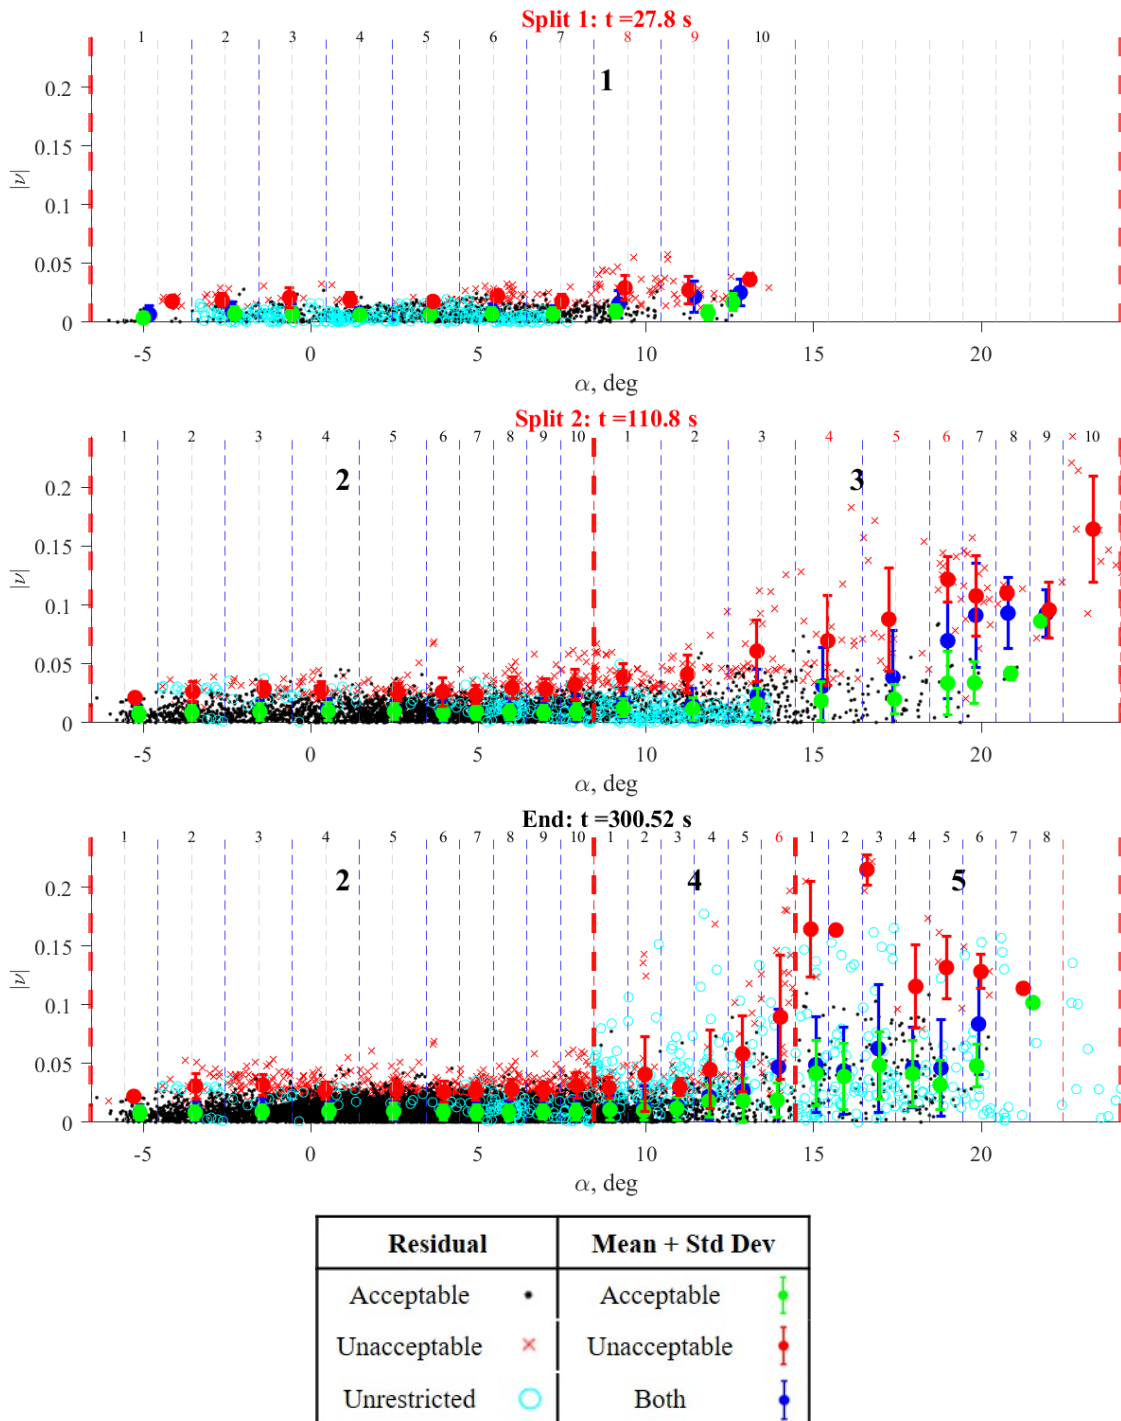 Split 1: t =27.8 s
1 2 3 4 5 6 7 8 9 10
1
0.2
0.15
|ν|
0.1
0.05
0
-5 0 5 10 15 20
α, deg
Split 2: t =110.8 s
1 2 3 4 5 6 7 8 9 10 1 2 3 4 5 6 7 8 9 10
2 3
0.2
0.15
|ν|
0.1
0.05
0
-5 0 5 10 15 20
α, deg
End: t =300.52 s
1 2 3 4 5 6 7 8 9 10 1 2 3 4 5 6 1 2 3 4 5 6 7 8
2 4 5
0.2
0.15
|ν|
0.1
0.05
0
-5 0 5 10 15 20
α, deg
Residual Mean + Std Dev
Acceptable Acceptable
Unacceptable Unacceptable
Unrestricted Both